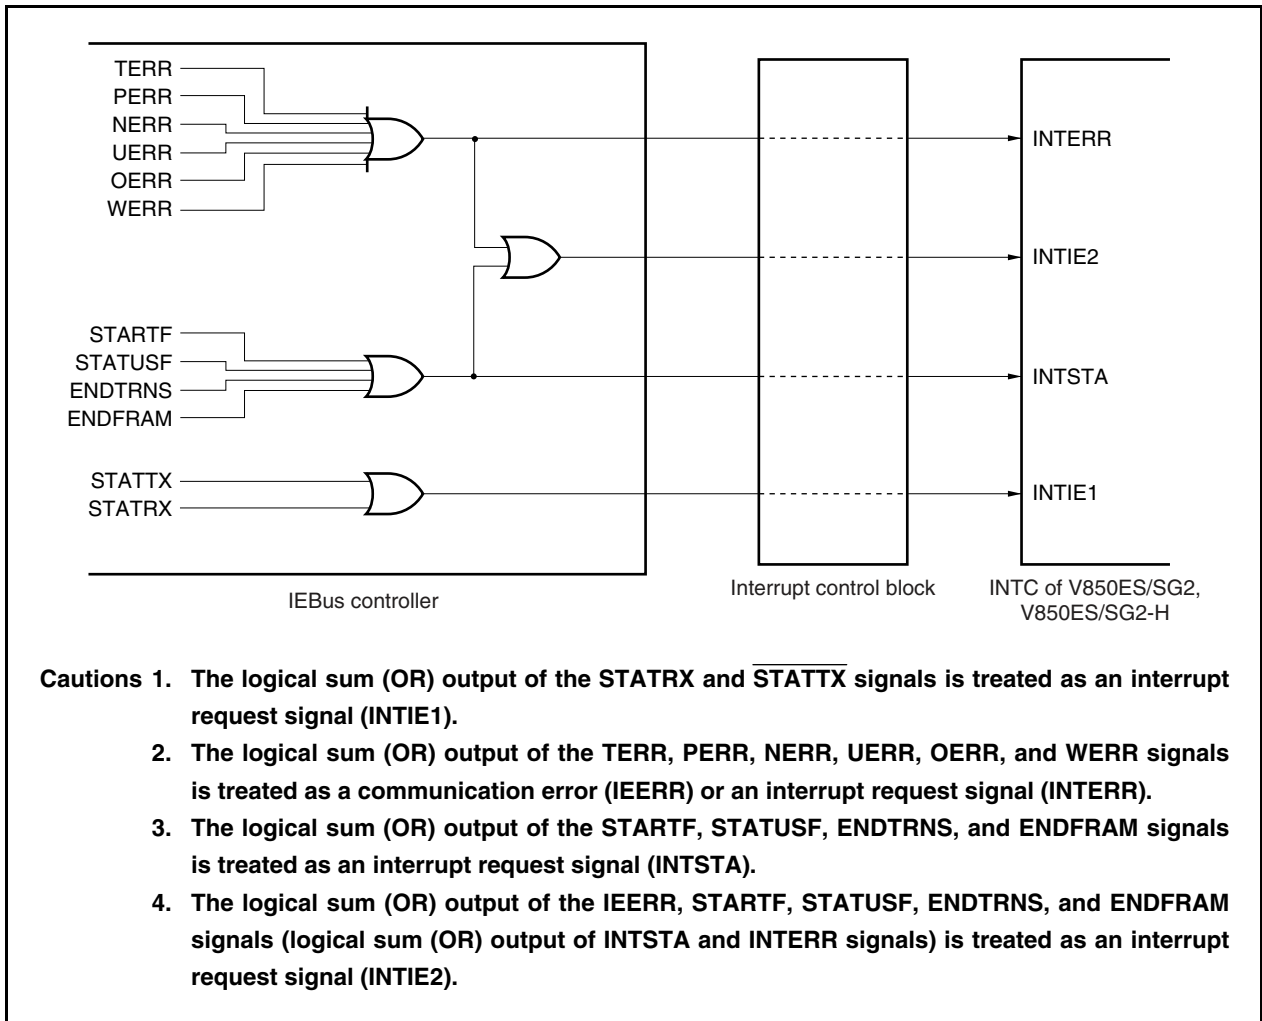 TERR
PERR
NERR
UERR
OERR
WERR
INTERR
INTIE2
STARTF
STATUSF
ENDTRNS
ENDFRAM
INTSTA
STATTX
STATRX
INTIE1
IEBus controller
Interrupt control block
INTC of V850ES/SG2,
V850ES/SG2-H
Cautions 1. The logical sum (OR) output of the STATRX and S̅T̅A̅T̅T̅X̅ signals is treated as an interrupt
request signal (INTIE1).
2. The logical sum (OR) output of the TERR, PERR, NERR, UERR, OERR, and WERR signals
is treated as a communication error (IEERR) or an interrupt request signal (INTERR).
3. The logical sum (OR) output of the STARTF, STATUSF, ENDTRNS, and ENDFRAM signals
is treated as an interrupt request signal (INTSTA).
4. The logical sum (OR) output of the IEERR, STARTF, STATUSF, ENDTRNS, and ENDFRAM
signals (logical sum (OR) output of INTSTA and INTERR signals) is treated as an interrupt
request signal (INTIE2).